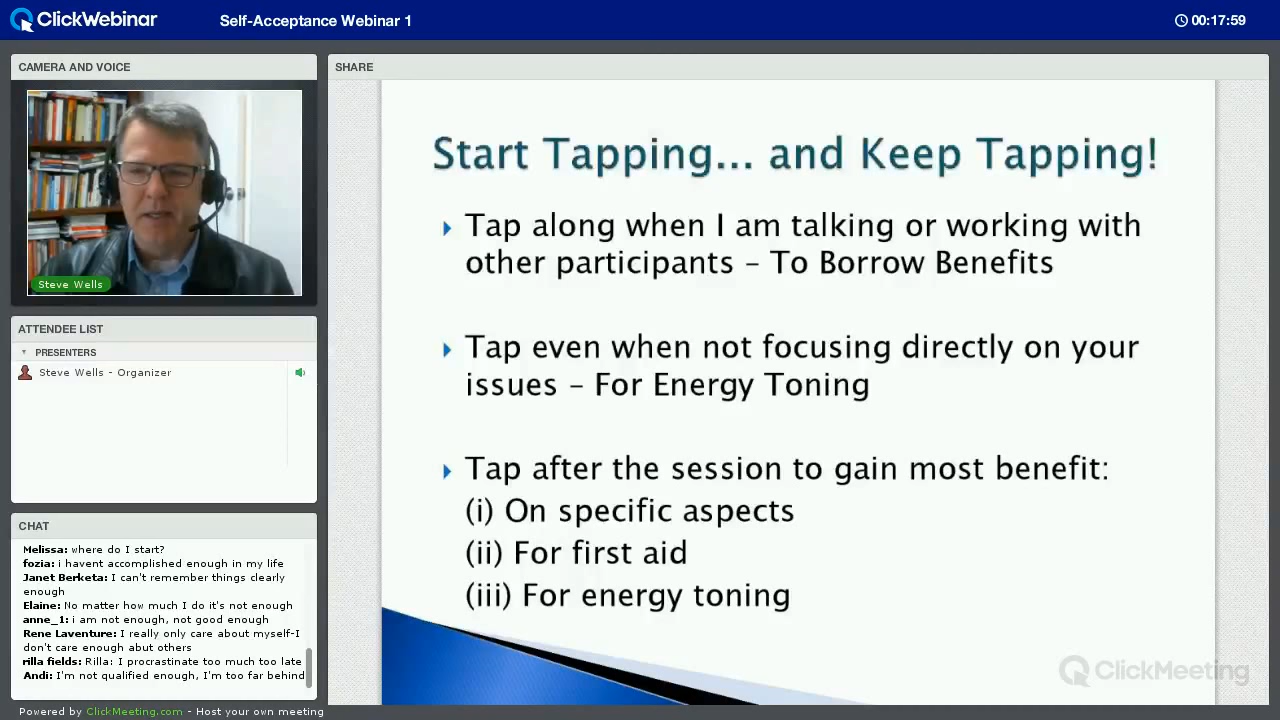 ClickWebinar
Self-Acceptance Webinar 1
00:17:59
CAMERA AND VOICE
Steve Wells
ATTENDEE LIST
PRESENTERS
Steve Wells - Organizer
CHAT
Melissa: where do I start?
fozia: i havent accomplished enough in my life
Janet Berketa: I can't remember things clearly
enough
Elaine: No matter how much I do it's not enough
anne_1: i am not enough, not good enough
Rene Laventure: I really only care about myself-I
don't care enough abut others
rilla fields: Rilla: I procrastinate too much too late
Andi: I'm not qualified enough, I'm too far behind
SHARE
Start Tapping... and Keep Tapping!
Tap along when I am talking or working with
other participants – To Borrow Benefits
Tap even when not focusing directly on your
issues – For Energy Toning
Tap after the session to gain most benefit:
(i) On specific aspects
(ii) For first aid
(iii) For energy toning
ClickMeeting
Powered by ClickMeeting.com - Host your own meeting